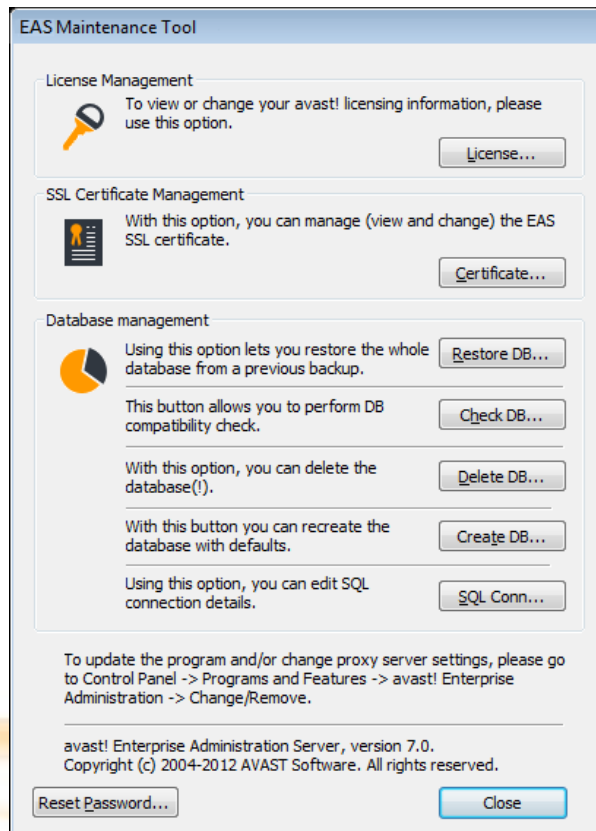 EAS Maintenance Tool
License Management
To view or change your avast! licensing information, please
use this option.
License...
SSL Certificate Management
With this option, you can manage (view and change) the EAS
SSL certificate.
Certificate...
Database management
Using this option lets you restore the whole
database from a previous backup.
Restore DB...
This button allows you to perform DB
compatibility check.
Check DB...
With this option, you can delete the
database(!).
Delete DB...
With this button you can recreate the
database with defaults.
Create DB...
Using this option, you can edit SQL
connection details.
SQL Conn...
To update the program and/or change proxy server settings, please go
to Control Panel -> Programs and Features -> avast! Enterprise
Administration -> Change/Remove.
avast! Enterprise Administration Server, version 7.0.
Copyright (c) 2004-2012 AVAST Software. All rights reserved.
Reset Password...
Close